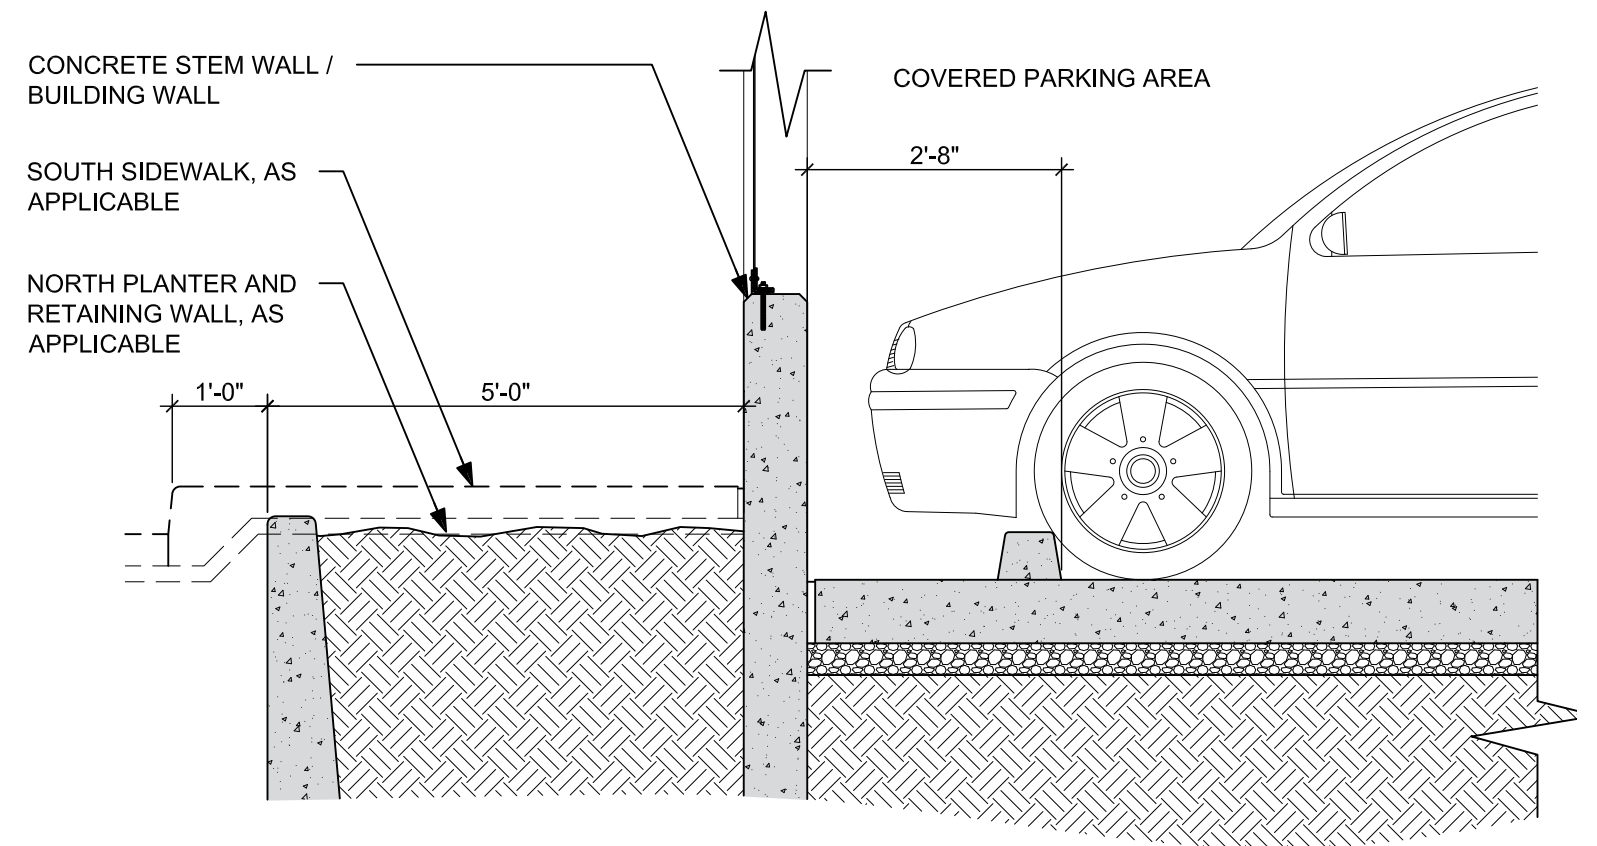 CONCRETE STEM WALL /
BUILDING WALL
COVERED PARKING AREA
2'-8"
SOUTH SIDEWALK, AS
APPLICABLE
NORTH PLANTER AND
RETAINING WALL, AS
APPLICABLE
1'-0"
5'-0"